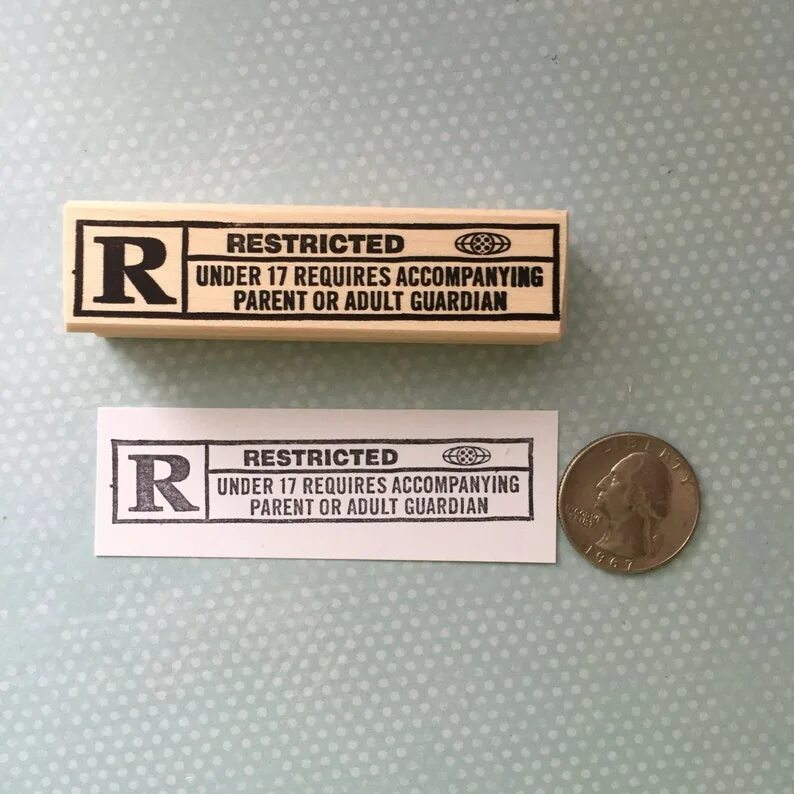 R
RESTRICTED
UNDER 17 REQUIRES ACCOMPANYING
PARENT OR ADULT GUARDIAN
R
RESTRICTED
UNDER 17 REQUIRES ACCOMPANYING
PARENT OR ADULT GUARDIAN
LIBERTY
IN GOD WE
TRUST
1967